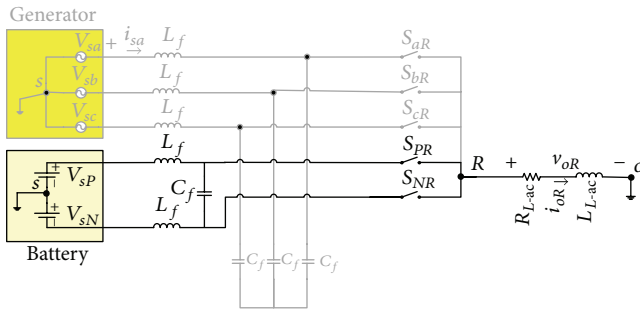 Generator
V_sa + i_sa L_f S_aR
s V_sb L_f S_bR
V_sc L_f S_cR
L_f S_PR
+ V_sP R + v_oR − o
s − C_f S_NR
+ V_sN L_f R_L-ac i_oR L_L-ac
−
Battery
C_f C_f C_f